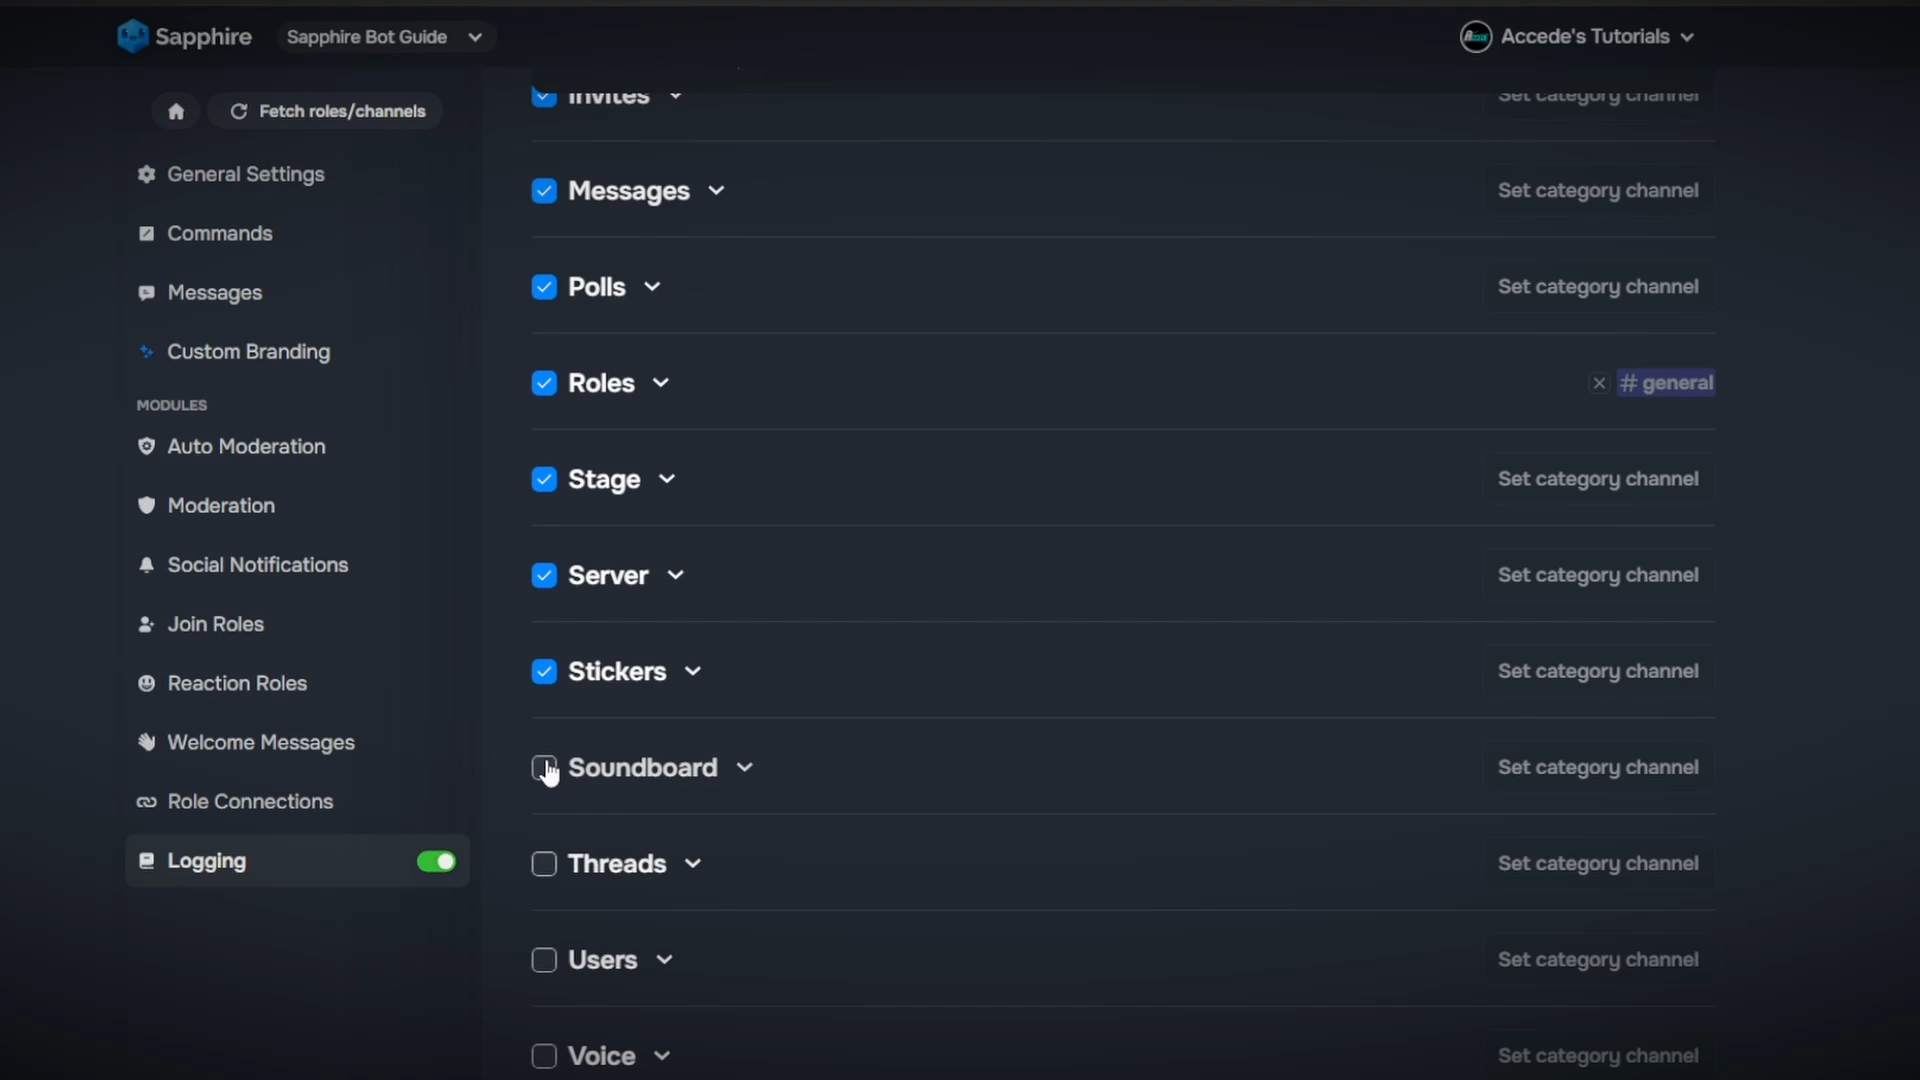 Sapphire
Sapphire Bot Guide
Accede's Tutorials
Fetch roles/channels
General Settings
Commands
Messages
Custom Branding
MODULES
Auto Moderation
Moderation
Social Notifications
Join Roles
Reaction Roles
Welcome Messages
Role Connections
Logging
Invites
Set category channel
Messages
Set category channel
Polls
Set category channel
Roles
# general
Stage
Set category channel
Server
Set category channel
Stickers
Set category channel
Soundboard
Set category channel
Threads
Set category channel
Users
Set category channel
Voice
Set category channel